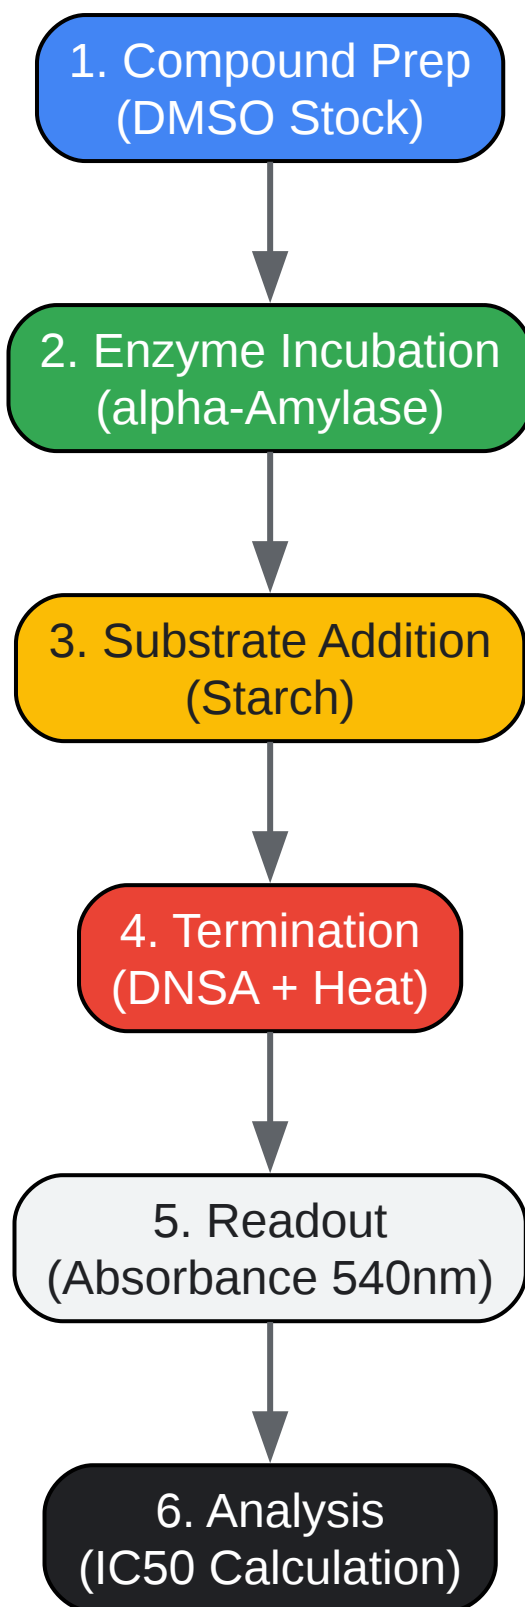 1. Compound Prep
(DMSO Stock)
2. Enzyme Incubation
(alpha-Amylase)
3. Substrate Addition
(Starch)
4. Termination
(DNSA + Heat)
5. Readout
(Absorbance 540nm)
6. Analysis
(IC50 Calculation)